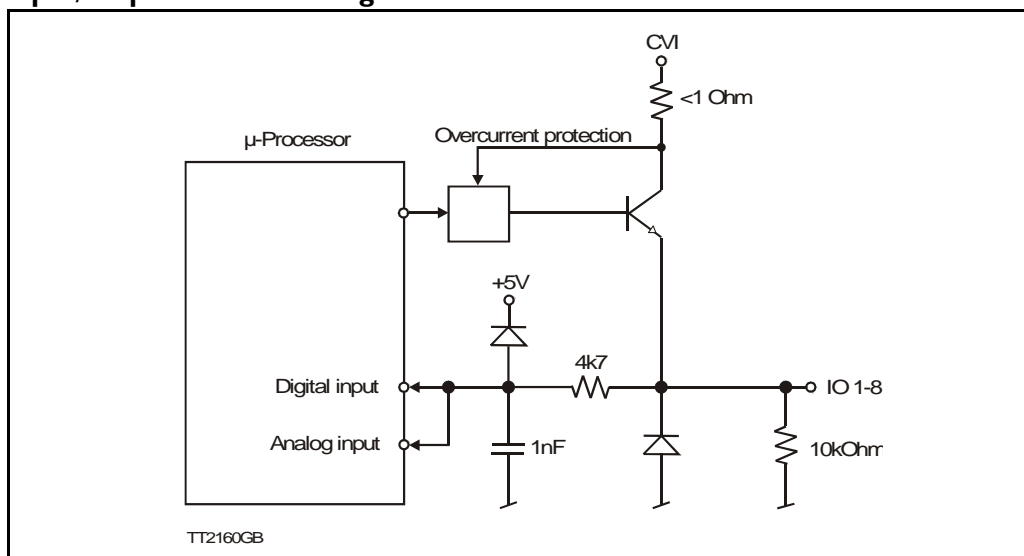 CVI
<1 Ohm
µ-Processor
Overcurrent protection
+5V
4k7
Digital input
IO 1-8
Analog input
1nF
10kOhm
TT2160GB